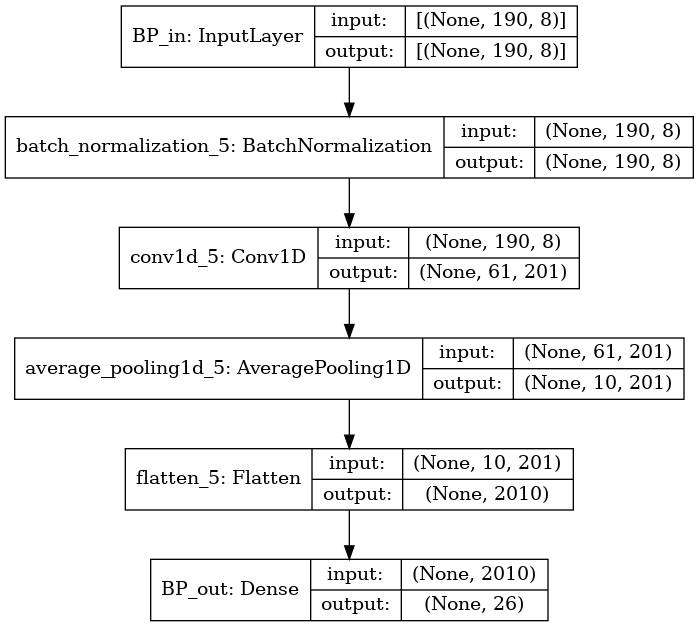 BP_in: InputLayer
input: [(None, 190, 8)]
output: [(None, 190, 8)]
batch_normalization_5: BatchNormalization
input: (None, 190, 8)
output: (None, 190, 8)
conv1d_5: Conv1D
input: (None, 190, 8)
output: (None, 61, 201)
average_pooling1d_5: AveragePooling1D
input: (None, 61, 201)
output: (None, 10, 201)
flatten_5: Flatten
input: (None, 10, 201)
output: (None, 2010)
BP_out: Dense
input: (None, 2010)
output: (None, 26)